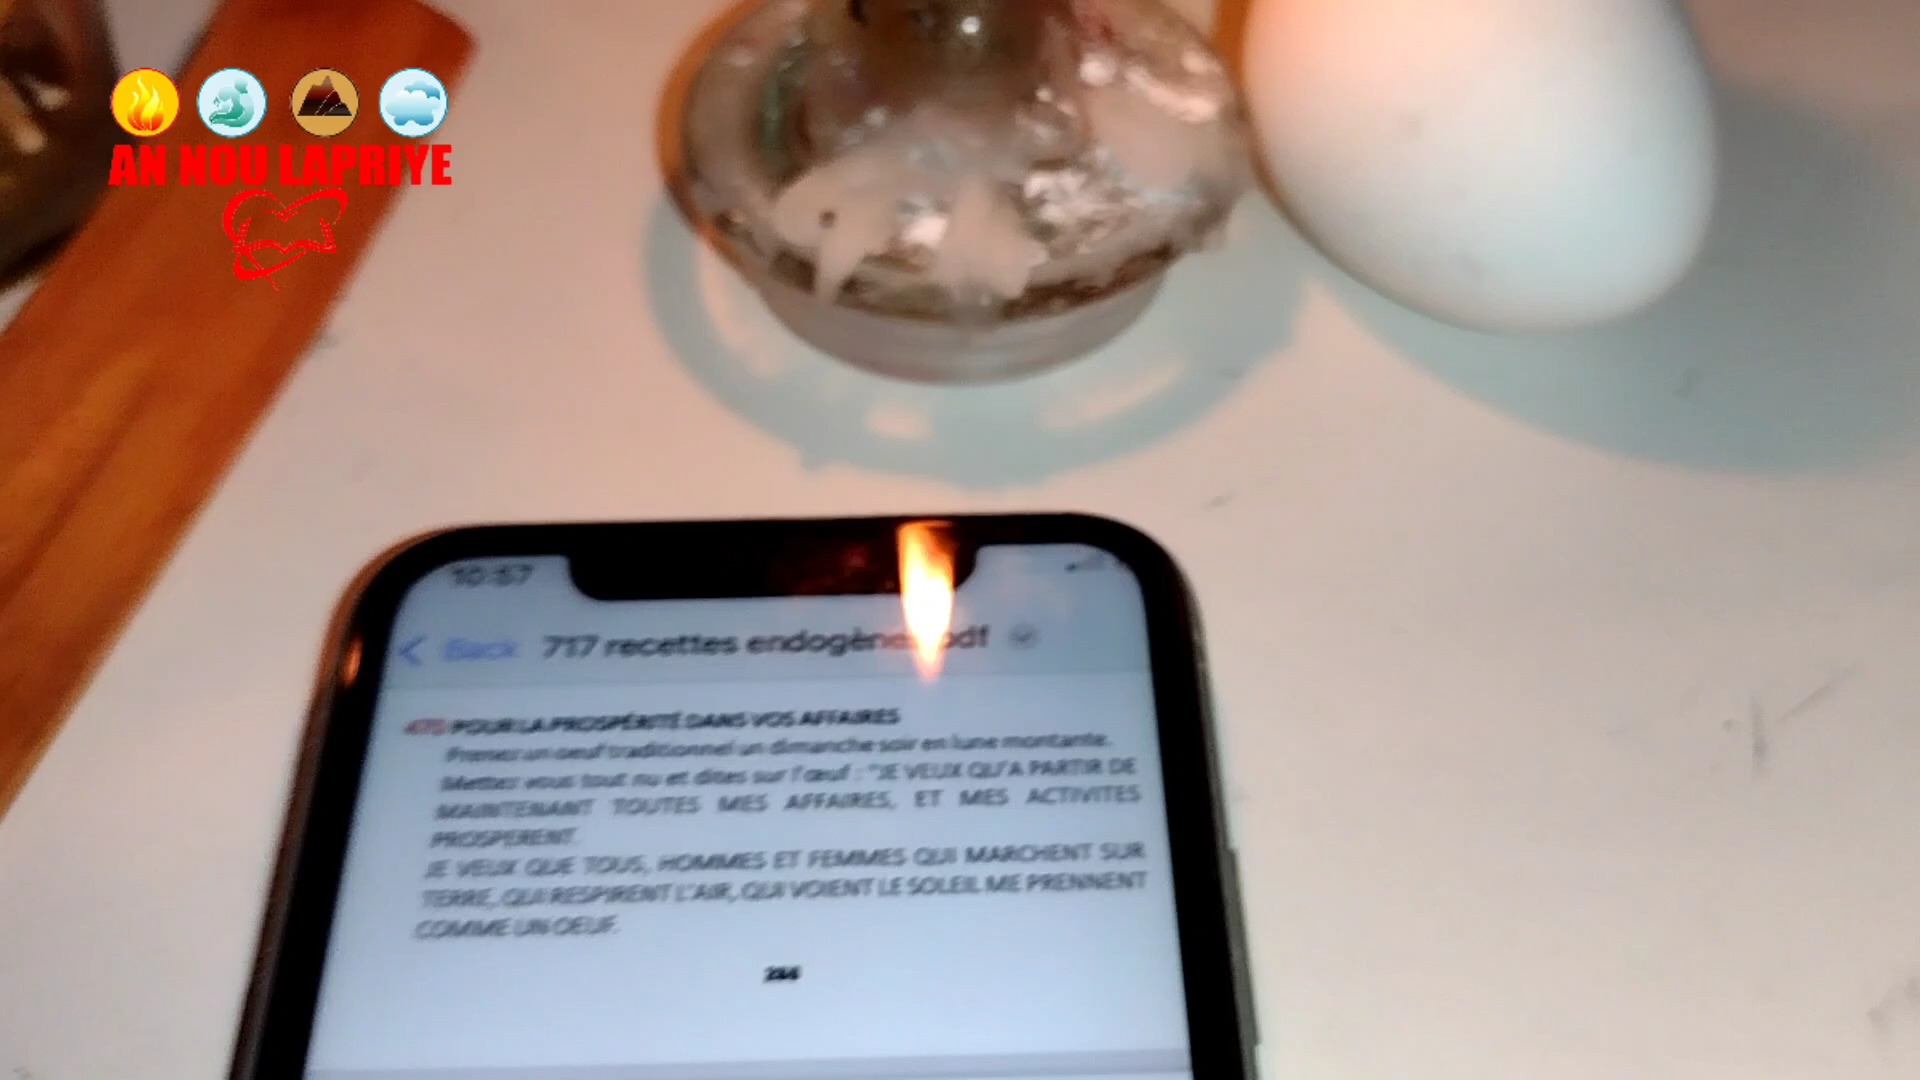 AN NOU LAPRIYE
10:57
Back 717 recettes endogène pdf
POUR LA PROSPÉRITÉ DANS VOS AFFAIRES
Prenez un oeuf traditionnel un dimanche soir en lune montante.
Mettez vous tout nu et dites sur l'œuf : "JE VEUX QU'A PARTIR DE
MAINTENANT TOUTES MES AFFAIRES, ET MES ACTIVITES
PROSPERENT.
JE VEUX QUE TOUS, HOMMES ET FEMMES QUI MARCHENT SUR
TERRE, QUI RESPIRENT L'AIR, QUI VOIENT LE SOLEIL ME PRENNENT
COMME UN OEUF.